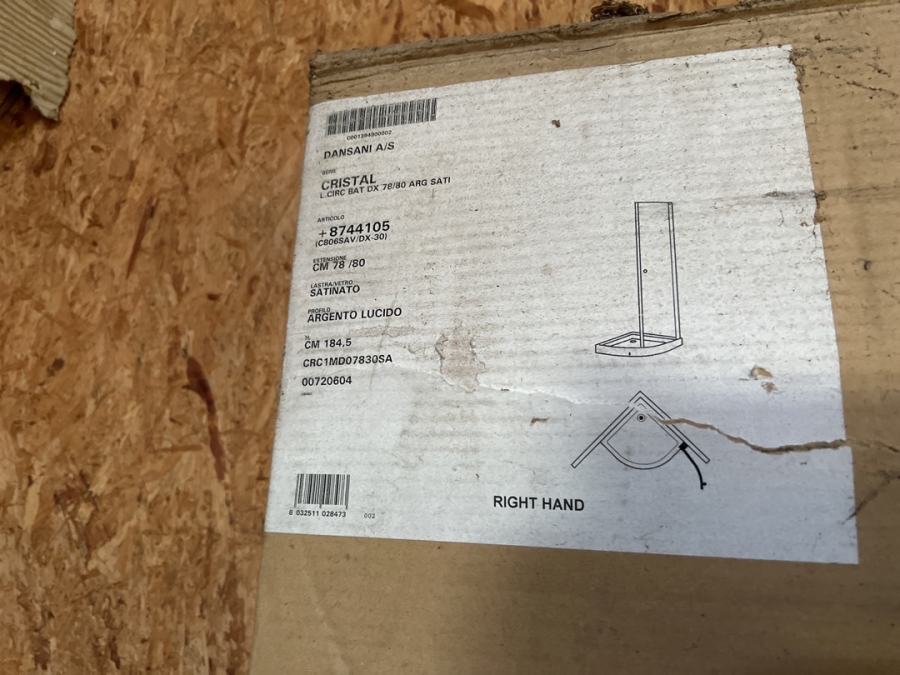 0001394900002
DANSANI A/S
SERIE
CRISTAL
L.CIRC BAT DX 78/80 ARG SATI
ARTICOLO
+8744105
(C806SAV/DX-30)
ESTENSIONE
CM 78 /80
LASTRA/VETRO
SATINATO
PROFILO
ARGENTO LUCIDO
CM 184,5
CRC1MD07830SA
00720604
8 032511 028473 002
RIGHT HAND